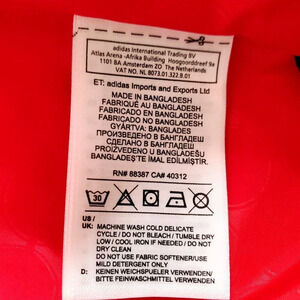 adidas International Trading BV
Atlas Arena -Afrika Building Hoogoorddreef 9a
1101 BA Amsterdam ZO The Netherlands
VAT NO. NL 8073.01.322.B.01
ET: adidas Imports and Exports Ltd
MADE IN BANGLADESH
FABRIQUÉ AU BANGLADESH
FABRICADO EN BANGLADESH
GYÁRTVA: BANGLADES
ПРОИЗВЕДЕНО В БАНГЛАДЕШ
СДЕЛАНО В БАНГЛАДЕШ
PROIZVEDENO U BANGLADEŠU
BANGLADEŞ'TE İMAL EDİLMİŞTİR.
RN# 88387 CA# 40312
30
US /
UK: MACHINE WASH COLD DELICATE
CYCLE / DO NOT BLEACH / TUMBLE DRY
LOW / COOL IRON IF NEEDED / DO NOT
DRY CLEAN
DO NOT USE FABRIC SOFTENER/USE
MILD DETERGENT ONLY
D: KEINEN WEICHSPUELER VERWENDEN/
BITTE FEINWASCHMITTEL VERWENDEN/